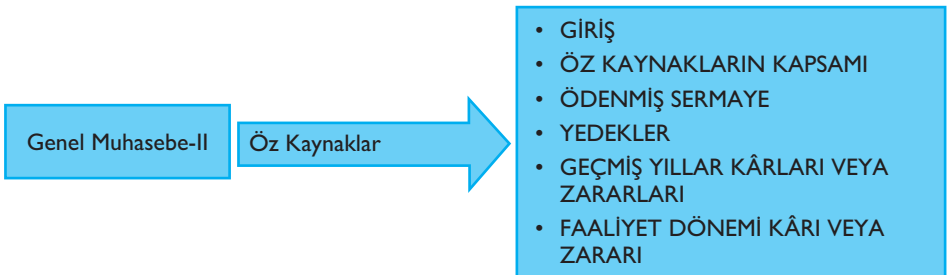 Genel Muhasebe-II
Öz Kaynaklar
• GİRİŞ
• ÖZ KAYNAKLARIN KAPSAMI
• ÖDENMİŞ SERMAYE
• YEDEKLER
• GEÇMİŞ YILLAR KÂRLARI VEYA
ZARARLARI
• FAALİYET DÖNEMİ KÂRI VEYA
ZARARI